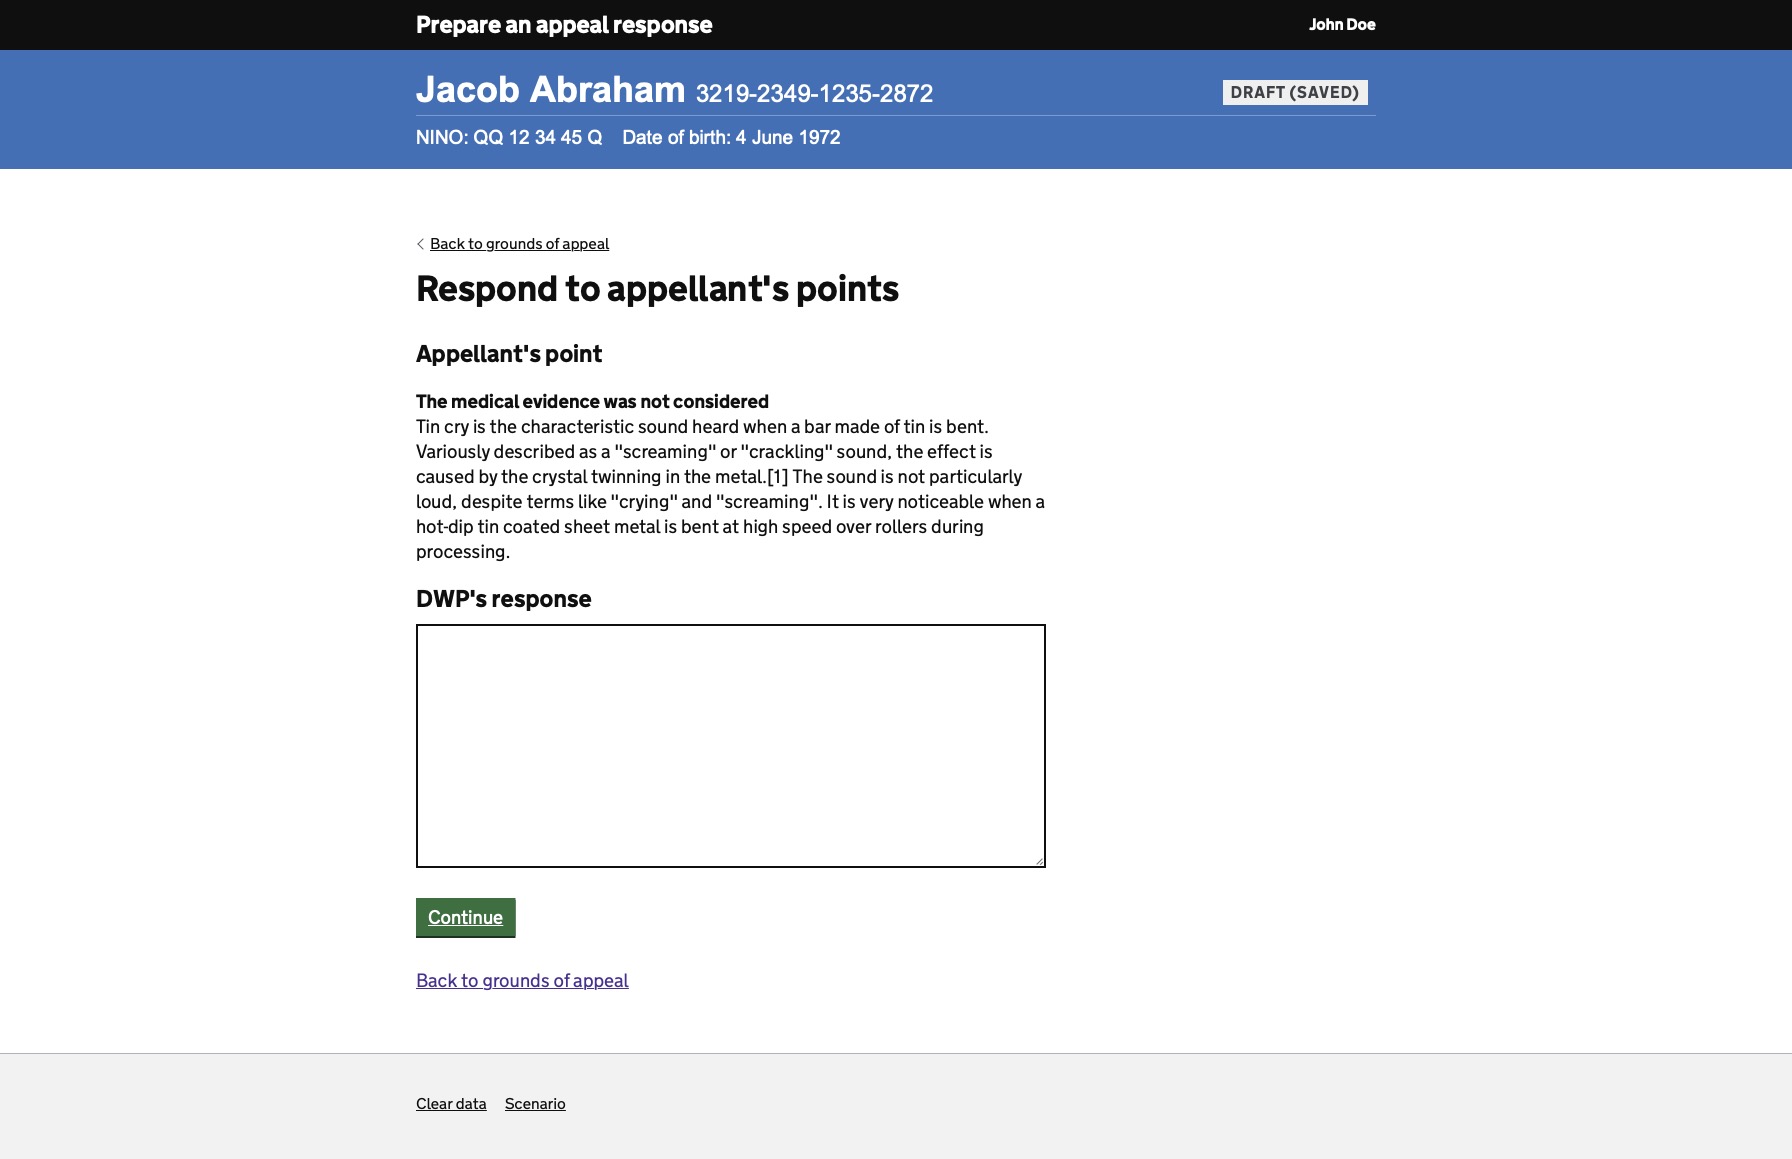 Prepare an appeal response
John Doe
Jacob Abraham 3219-2349-1235-2872
DRAFT (SAVED)
NINO: QQ 12 34 45 Q Date of birth: 4 June 1972
Back to grounds of appeal
Respond to appellant's points
Appellant's point
The medical evidence was not considered
Tin cry is the characteristic sound heard when a bar made of tin is bent.
Variously described as a "screaming" or "crackling" sound, the effect is
caused by the crystal twinning in the metal.[1] The sound is not particularly
loud, despite terms like "crying" and "screaming". It is very noticeable when a
hot-dip tin coated sheet metal is bent at high speed over rollers during
processing.
DWP's response
Continue
Back to grounds of appeal
Clear data Scenario